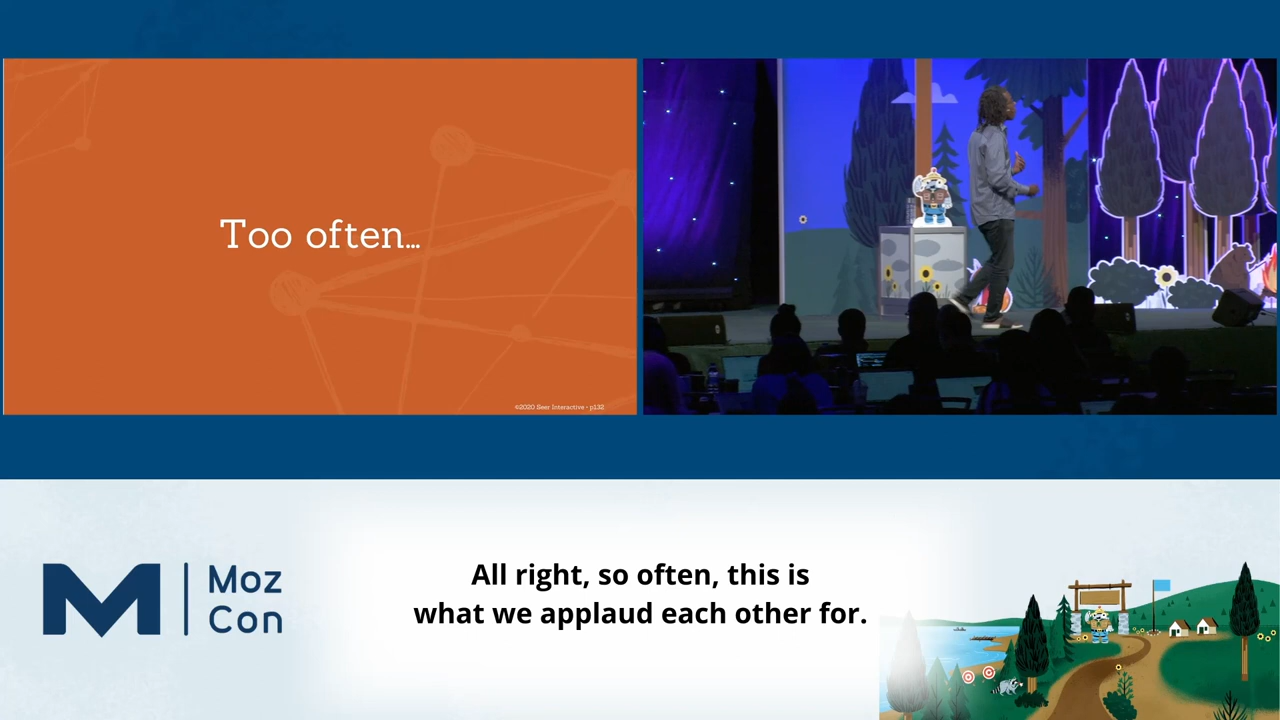 Too often...
©2020 Seer Interactive • p132
Moz
Con
All right, so often, this is
what we applaud each other for.